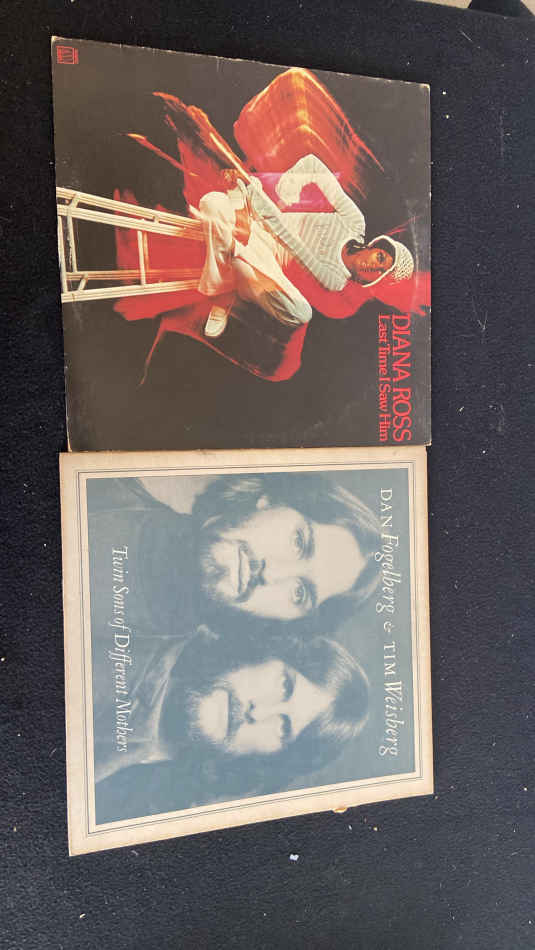 DIANA ROSS
Last Time I Saw Him
DAN Fogelberg & TIM Weisberg
Twin Sons of Different Mothers